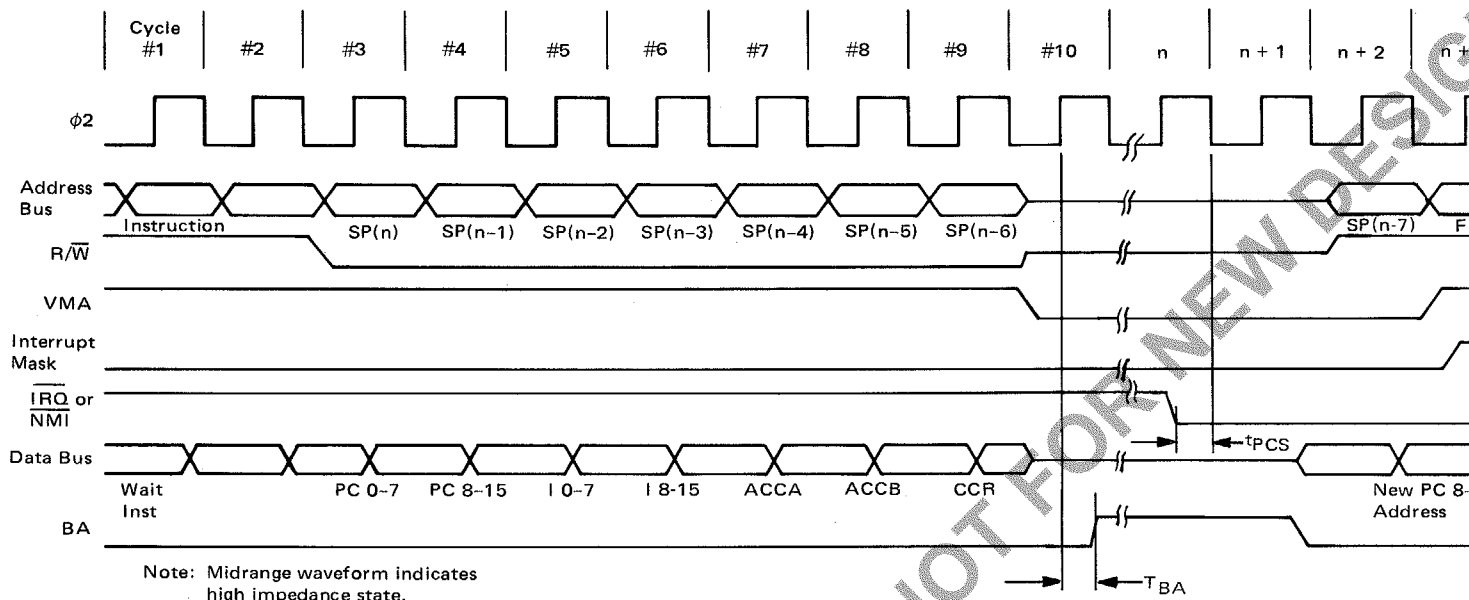 Cycle
#1 #2 #3 #4 #5 #6 #7 #8 #9 #10 n n + 1 n + 2 n +
ϕ2
Address
Bus
Instruction SP(n) SP(n-1) SP(n-2) SP(n-3) SP(n-4) SP(n-5) SP(n-6) SP(n-7) F
R/W̅
VMA
Interrupt
Mask
I̅R̅Q̅ or
N̅M̅I̅
tPCS
Data Bus
Wait
Inst
PC 0-7 PC 8-15 I 0-7 I 8-15 ACCA ACCB CCR New PC 8-
Address
BA
TBA
Note: Midrange waveform indicates
high impedance state.
NOT FOR NEW DESIG